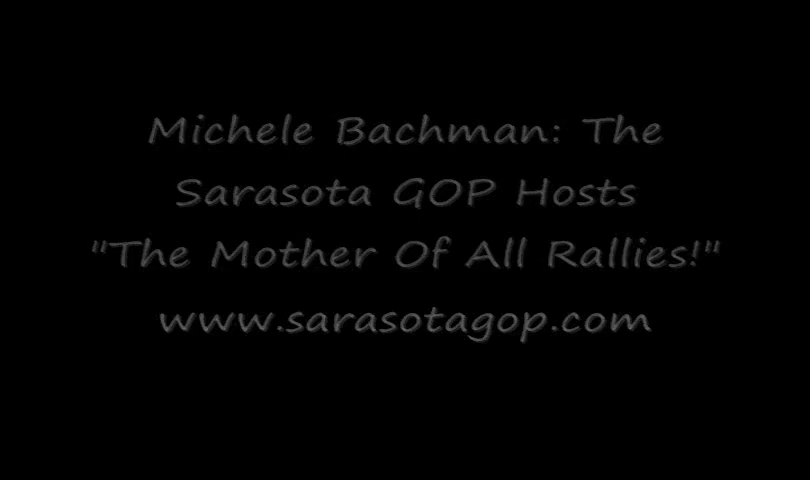 Michele Bachman: The
Sarasota GOP Hosts
"The Mother Of All Rallies!"
www.sarasotagop.com